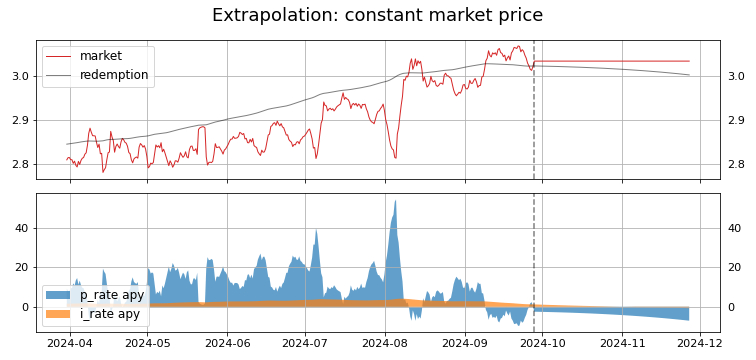 Extrapolation: constant market price
market
redemption
3.0 3.0
2.9 2.9
2.8 2.8
40 40
20 20
0 0
p_rate apy
i_rate apy
2024-04 2024-05 2024-06 2024-07 2024-08 2024-09 2024-10 2024-11 2024-12